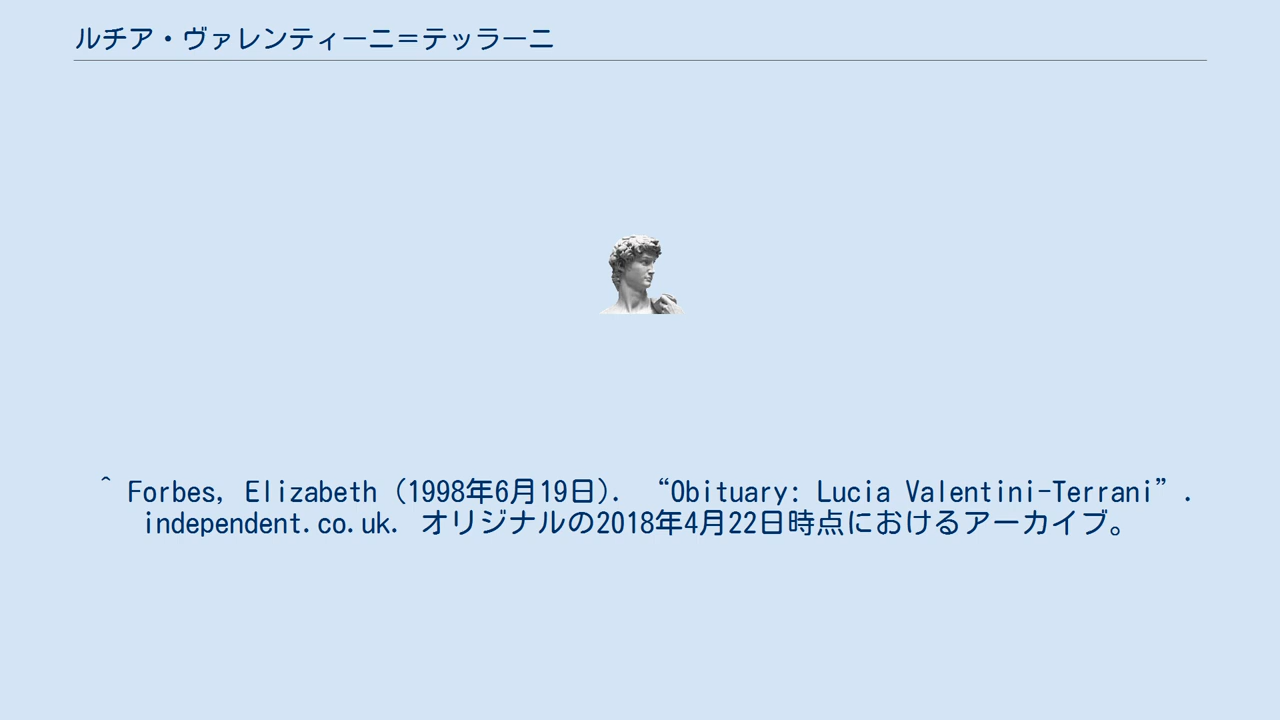 ルチア・ヴァレンティーニ＝テッラーニ
^ Forbes, Elizabeth (1998年6月19日). “Obituary: Lucia Valentini-Terrani”.
independent.co.uk. オリジナルの2018年4月22日時点におけるアーカイブ。